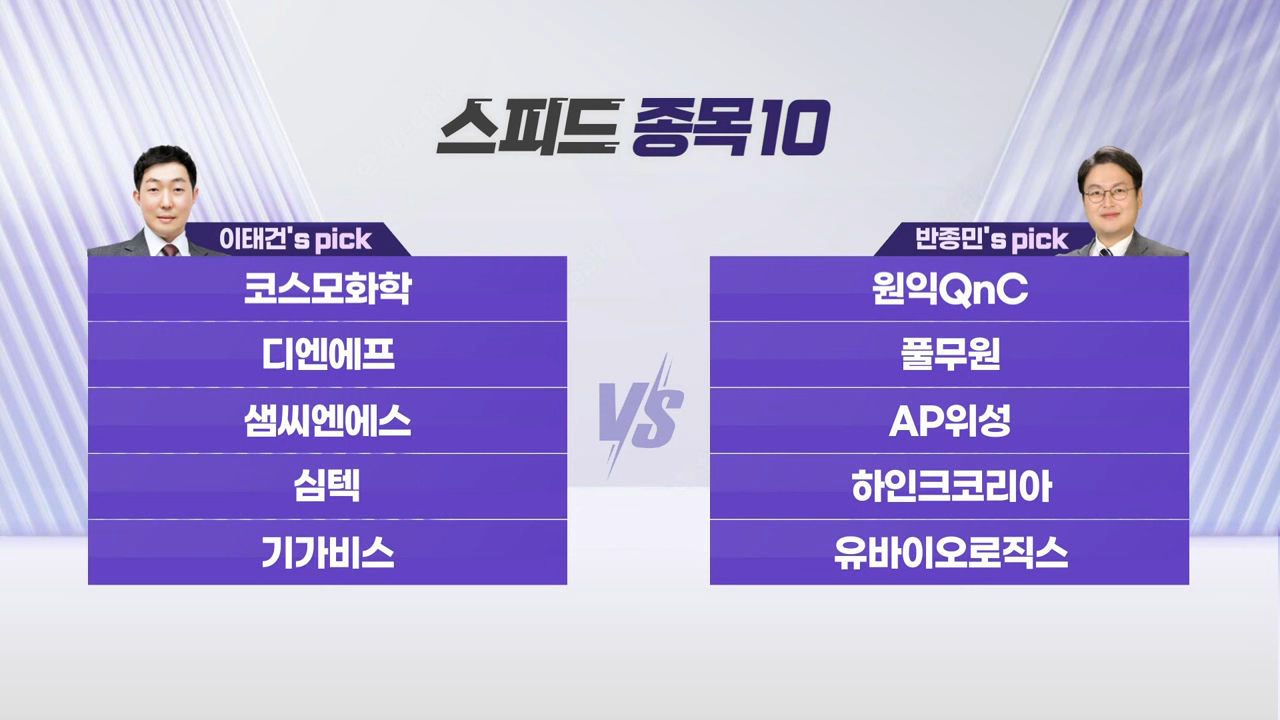 스피드 종목10
이태건's pick
코스모화학
디엔에프
샘씨엔에스
심텍
기가비스
VS
반종민's pick
원익QnC
풀무원
AP위성
하인크코리아
유바이오로직스